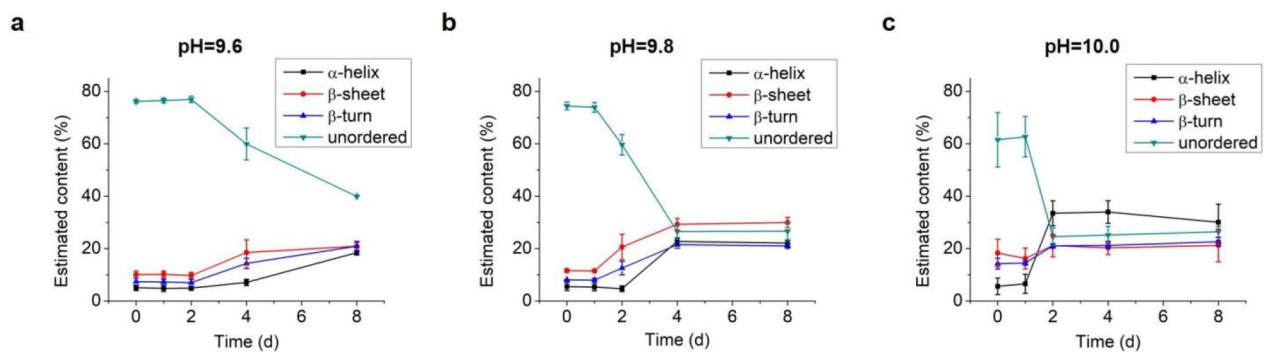 a
pH=9.6
α-helix
β-sheet
β-turn
unordered
Estimated content (%)
80
60
40
20
0
0 2 4 6 8
Time (d)
b
pH=9.8
α-helix
β-sheet
β-turn
unordered
Estimated content (%)
80
60
40
20
0
0 2 4 6 8
Time (d)
c
pH=10.0
α-helix
β-sheet
β-turn
unordered
Estimated content (%)
80
60
40
20
0
0 2 4 6 8
Time (d)